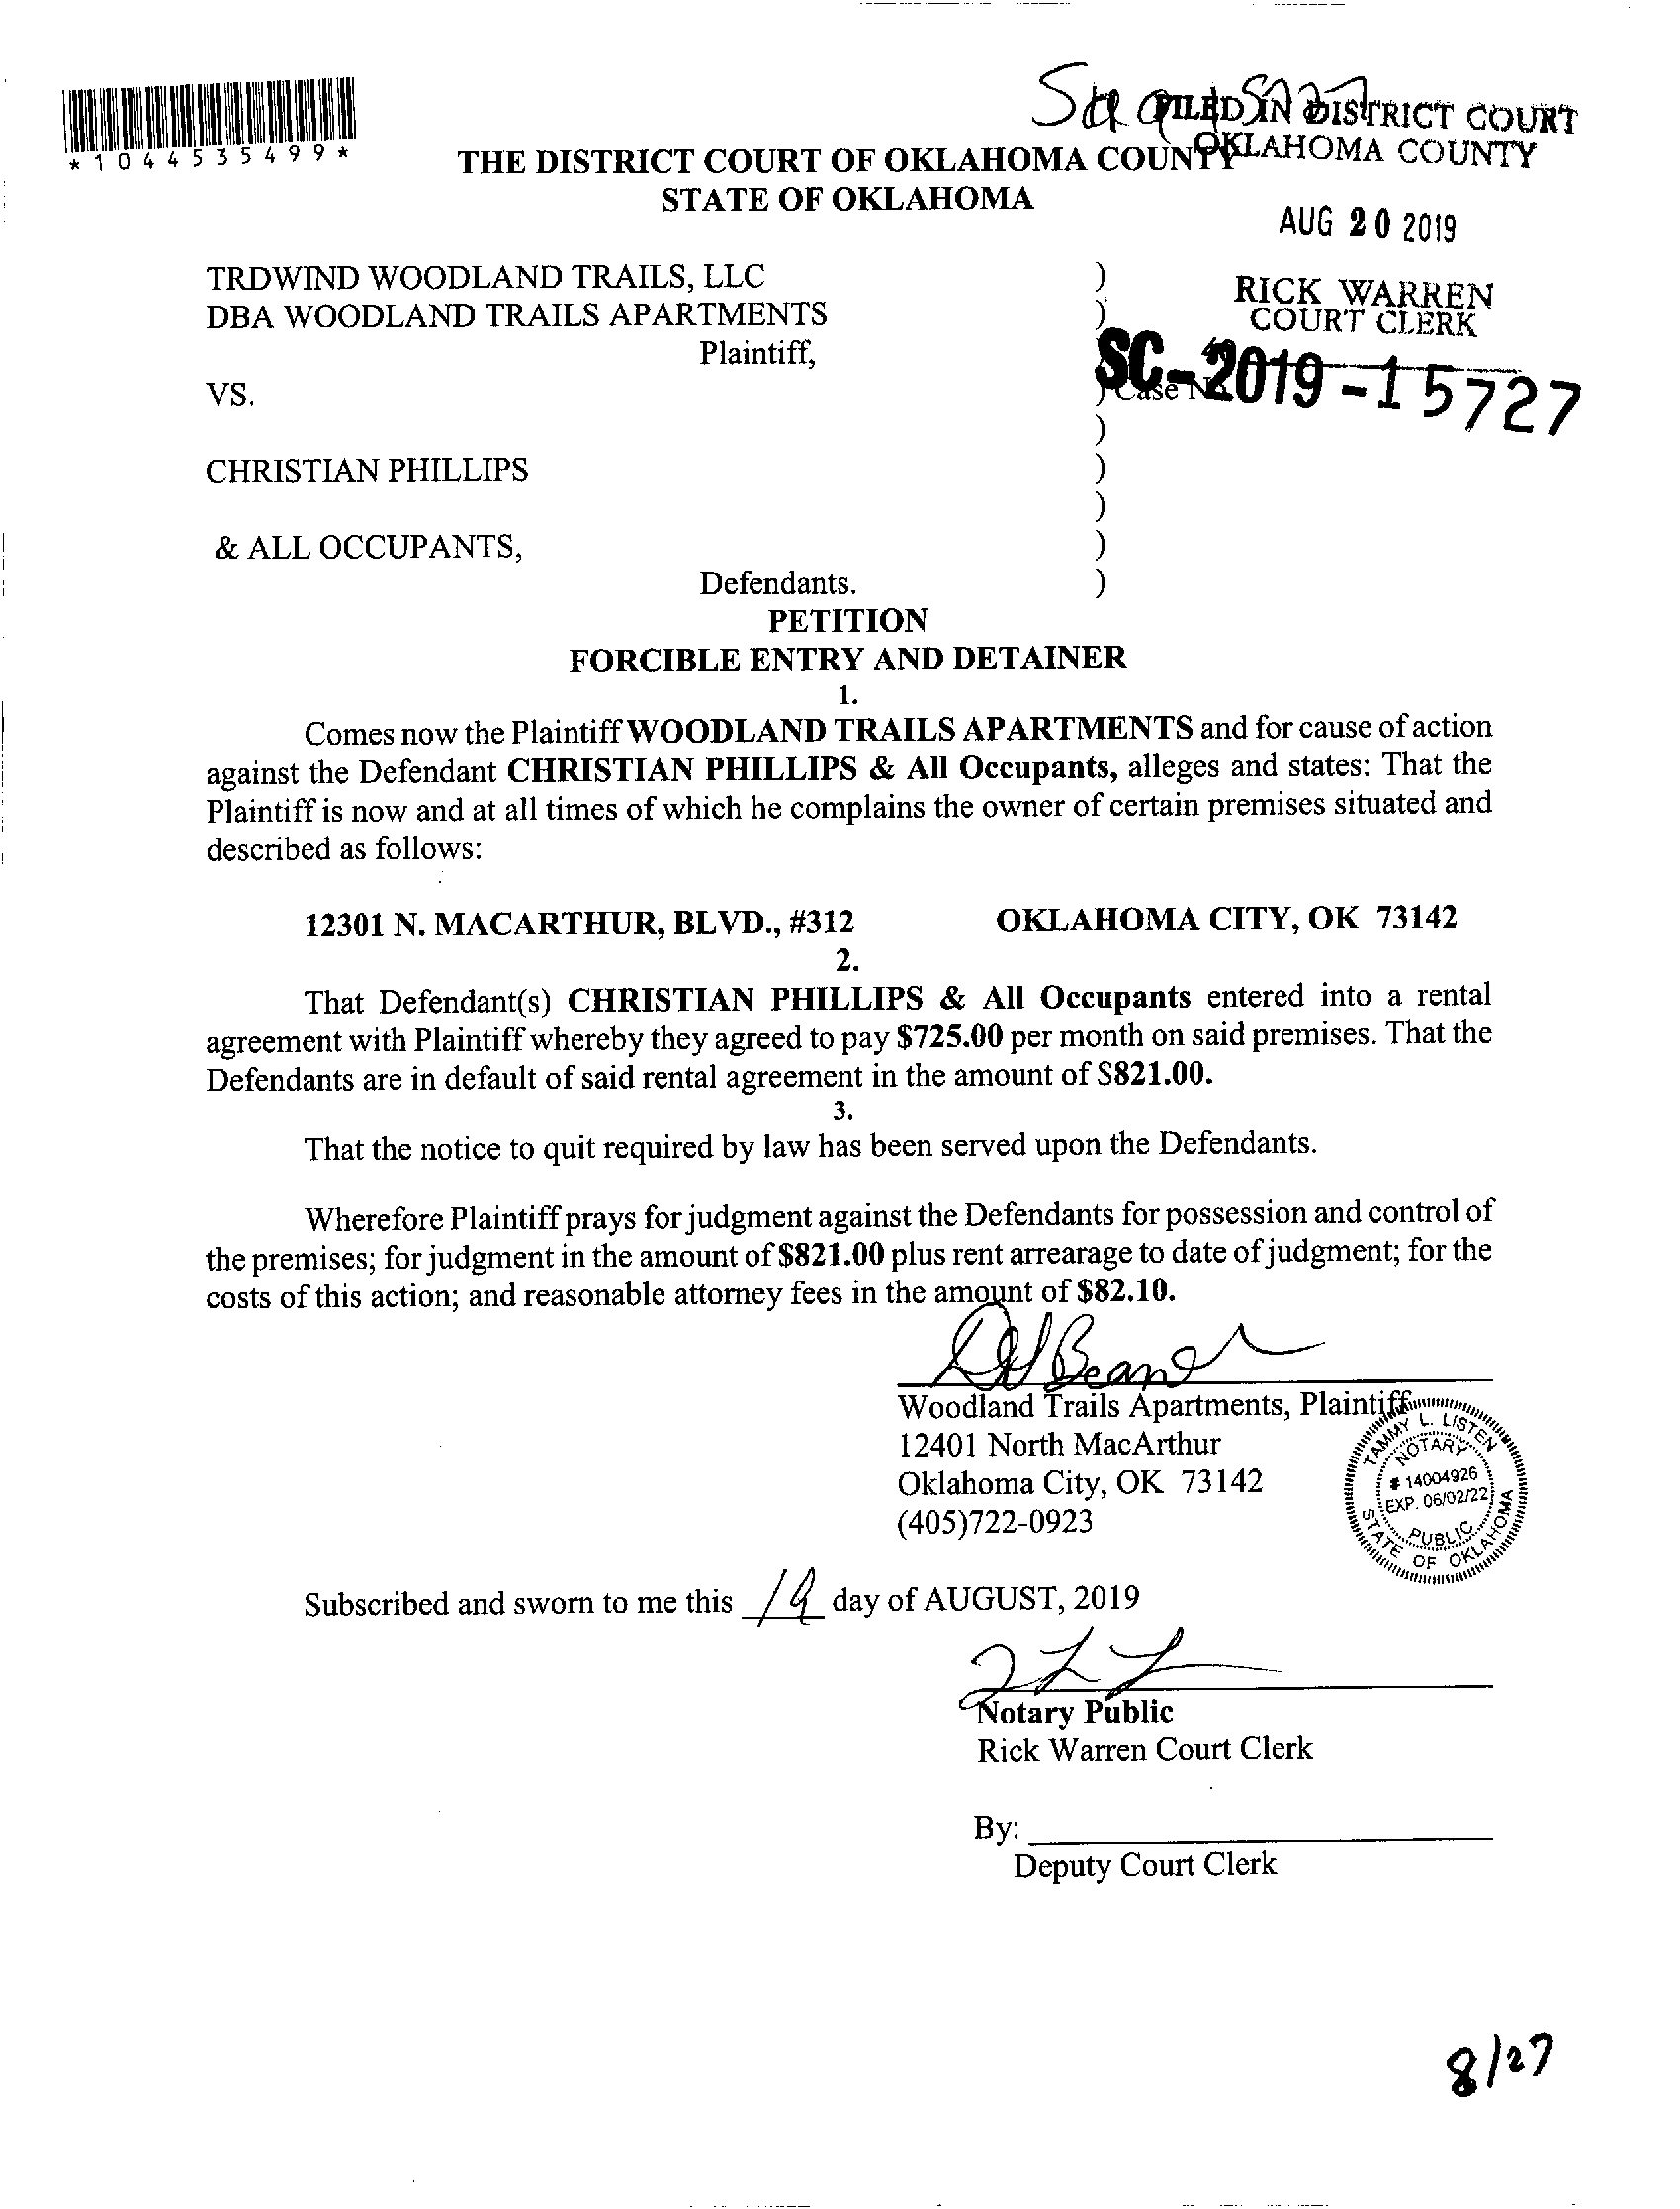 *1044535499*
FILED IN DISTRICT COURT
OKLAHOMA COUNTY
THE DISTRICT COURT OF OKLAHOMA COUNTY
STATE OF OKLAHOMA
AUG 20 2019
RICK WARREN
COURT CLERK
TRDWIND WOODLAND TRAILS, LLC )
DBA WOODLAND TRAILS APARTMENTS )
Plaintiff,
SC-2019-15727
VS. ) Case No.
)
CHRISTIAN PHILLIPS )
)
& ALL OCCUPANTS, )
Defendants. )
PETITION
FORCIBLE ENTRY AND DETAINER
1.
Comes now the Plaintiff WOODLAND TRAILS APARTMENTS and for cause of action
against the Defendant CHRISTIAN PHILLIPS & All Occupants, alleges and states: That the
Plaintiff is now and at all times of which he complains the owner of certain premises situated and
described as follows:
12301 N. MACARTHUR, BLVD., #312 OKLAHOMA CITY, OK 73142
2.
That Defendant(s) CHRISTIAN PHILLIPS & All Occupants entered into a rental
agreement with Plaintiff whereby they agreed to pay $725.00 per month on said premises. That the
Defendants are in default of said rental agreement in the amount of $821.00.
3.
That the notice to quit required by law has been served upon the Defendants.
Wherefore Plaintiff prays for judgment against the Defendants for possession and control of
the premises; for judgment in the amount of $821.00 plus rent arrearage to date of judgment; for the
costs of this action; and reasonable attorney fees in the amount of $82.10.
Woodland Trails Apartments, Plaintiff
12401 North MacArthur
Oklahoma City, OK 73142
(405)722-0923
TAMMY L. LISTEN
NOTARY
# 14004926
EXP. 06/02/22
PUBLIC
STATE OF OKLAHOMA
Subscribed and sworn to me this 19 day of AUGUST, 2019
Notary Public
Rick Warren Court Clerk
By:
Deputy Court Clerk
8/27